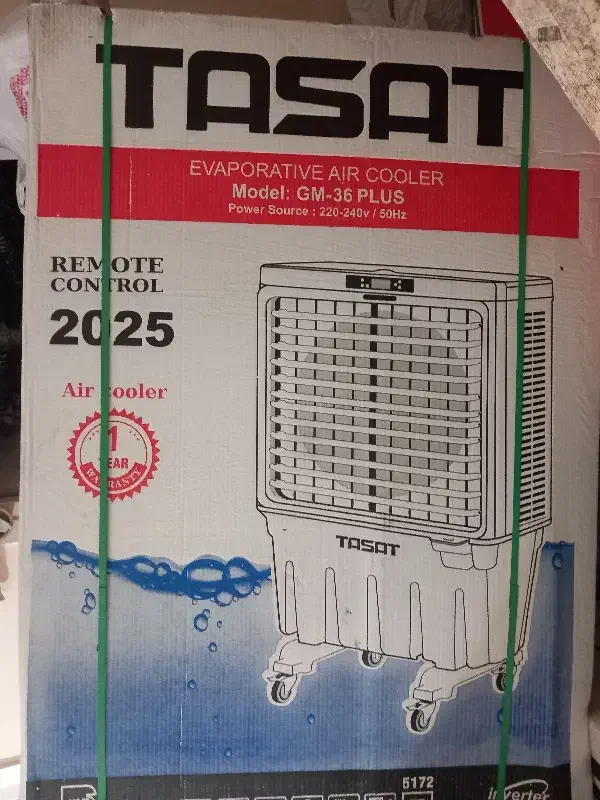 TASAT
EVAPORATIVE AIR COOLER
Model: GM-36 PLUS
Power Source : 220-240v / 50Hz
REMOTE
CONTROL
2025
Air cooler
1
YEAR
WARRANTY
TASAT
5172
inverter